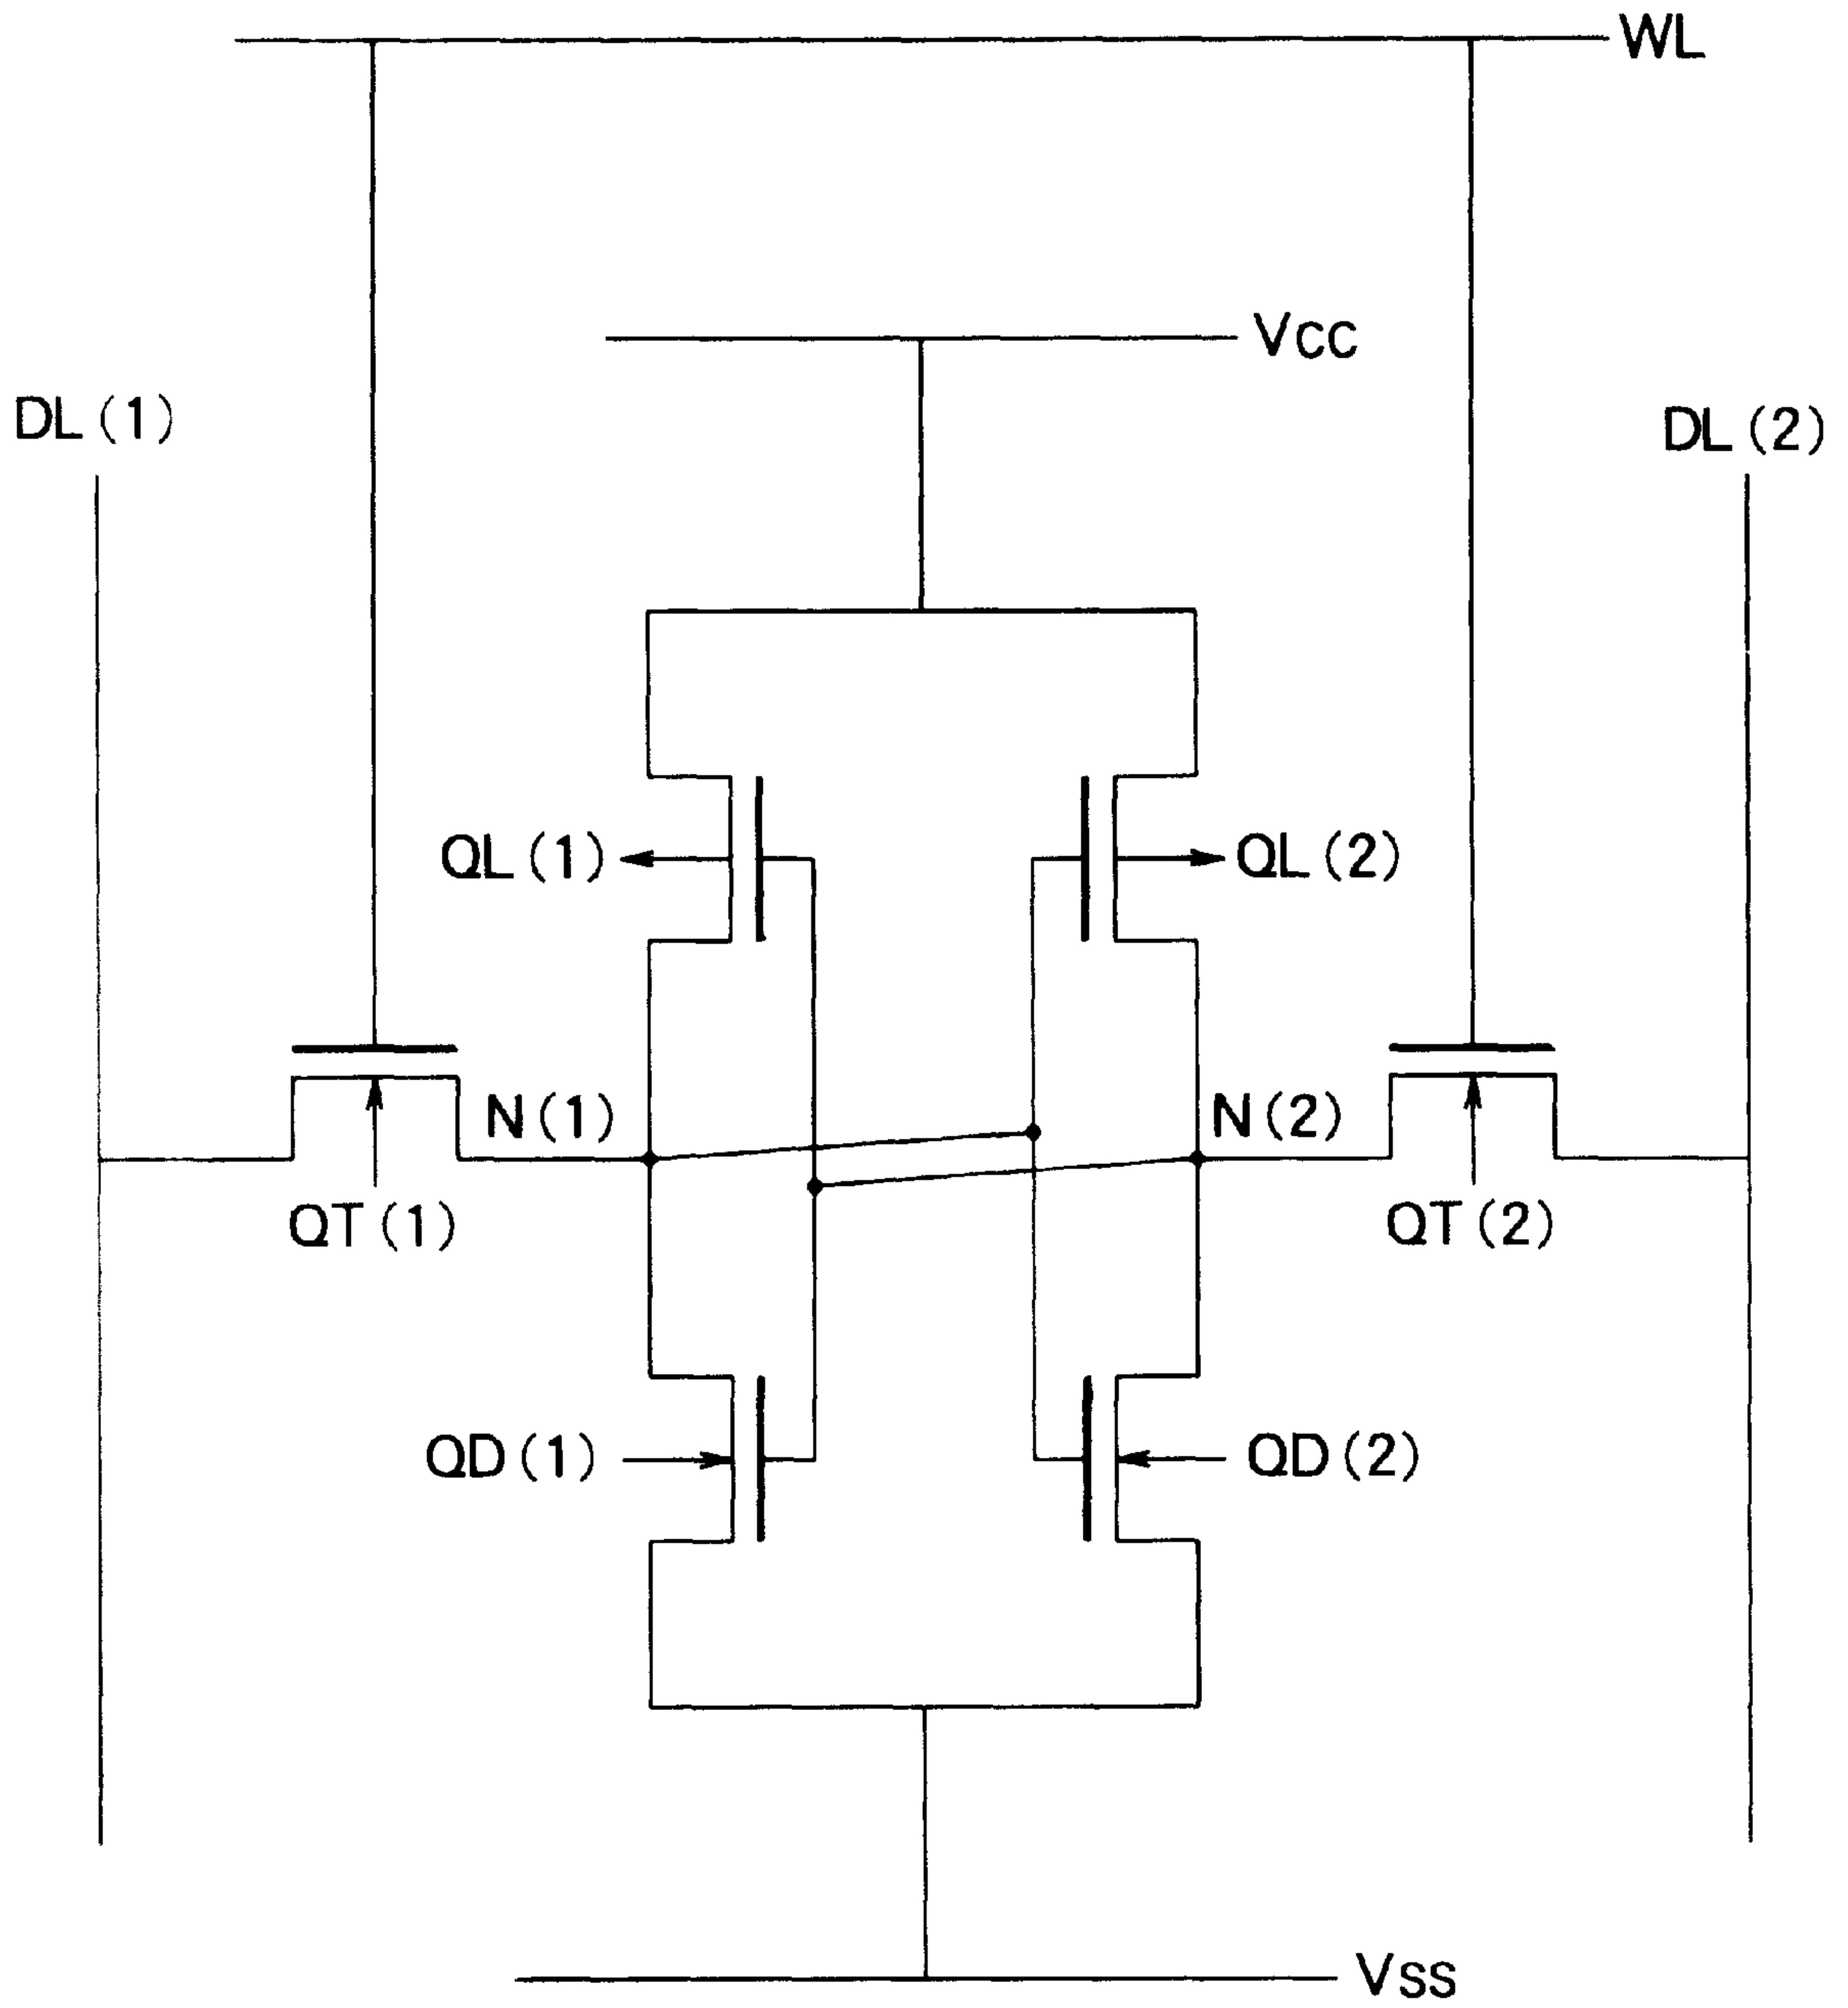 WL
Vcc
DL(1)
DL(2)
QL(1)
QL(2)
N(1)
N(2)
QT(1)
QT(2)
QD(1)
QD(2)
Vss